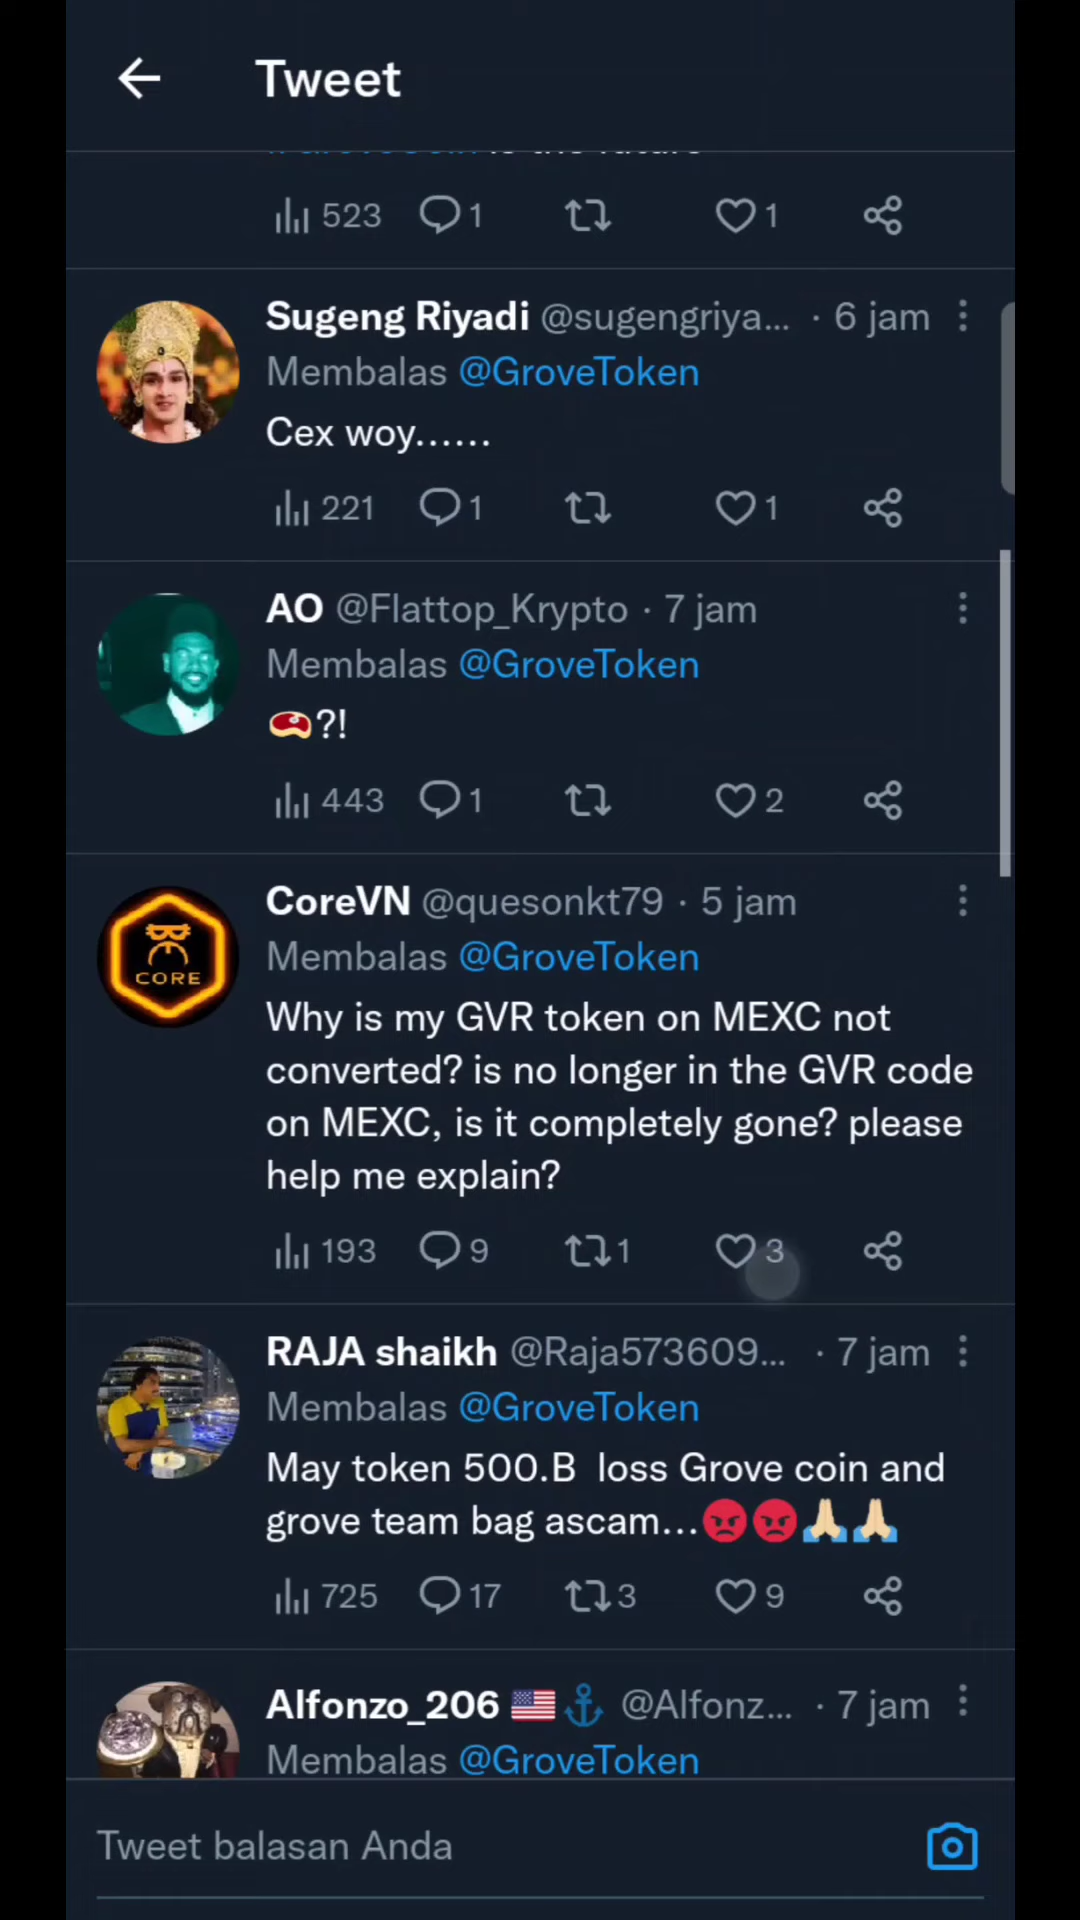 Tweet
523 1 1
Sugeng Riyadi @sugengriya... · 6 jam
Membalas @GroveToken
Cex woy......
221 1 1
AO @Flattop_Krypto · 7 jam
Membalas @GroveToken
🥩?!
443 1 2
CoreVN @quesonkt79 · 5 jam
CORE
Membalas @GroveToken
Why is my GVR token on MEXC not
converted? is no longer in the GVR code
on MEXC, is it completely gone? please
help me explain?
193 9 1 3
RAJA shaikh @Raja573609... · 7 jam
Membalas @GroveToken
May token 500.B loss Grove coin and
grove team bag ascam...😡😡🙏🏼🙏🏼
725 17 3 9
Alfonzo_206 🇺🇸⚓ @Alfonz... · 7 jam
Membalas @GroveToken
Tweet balasan Anda